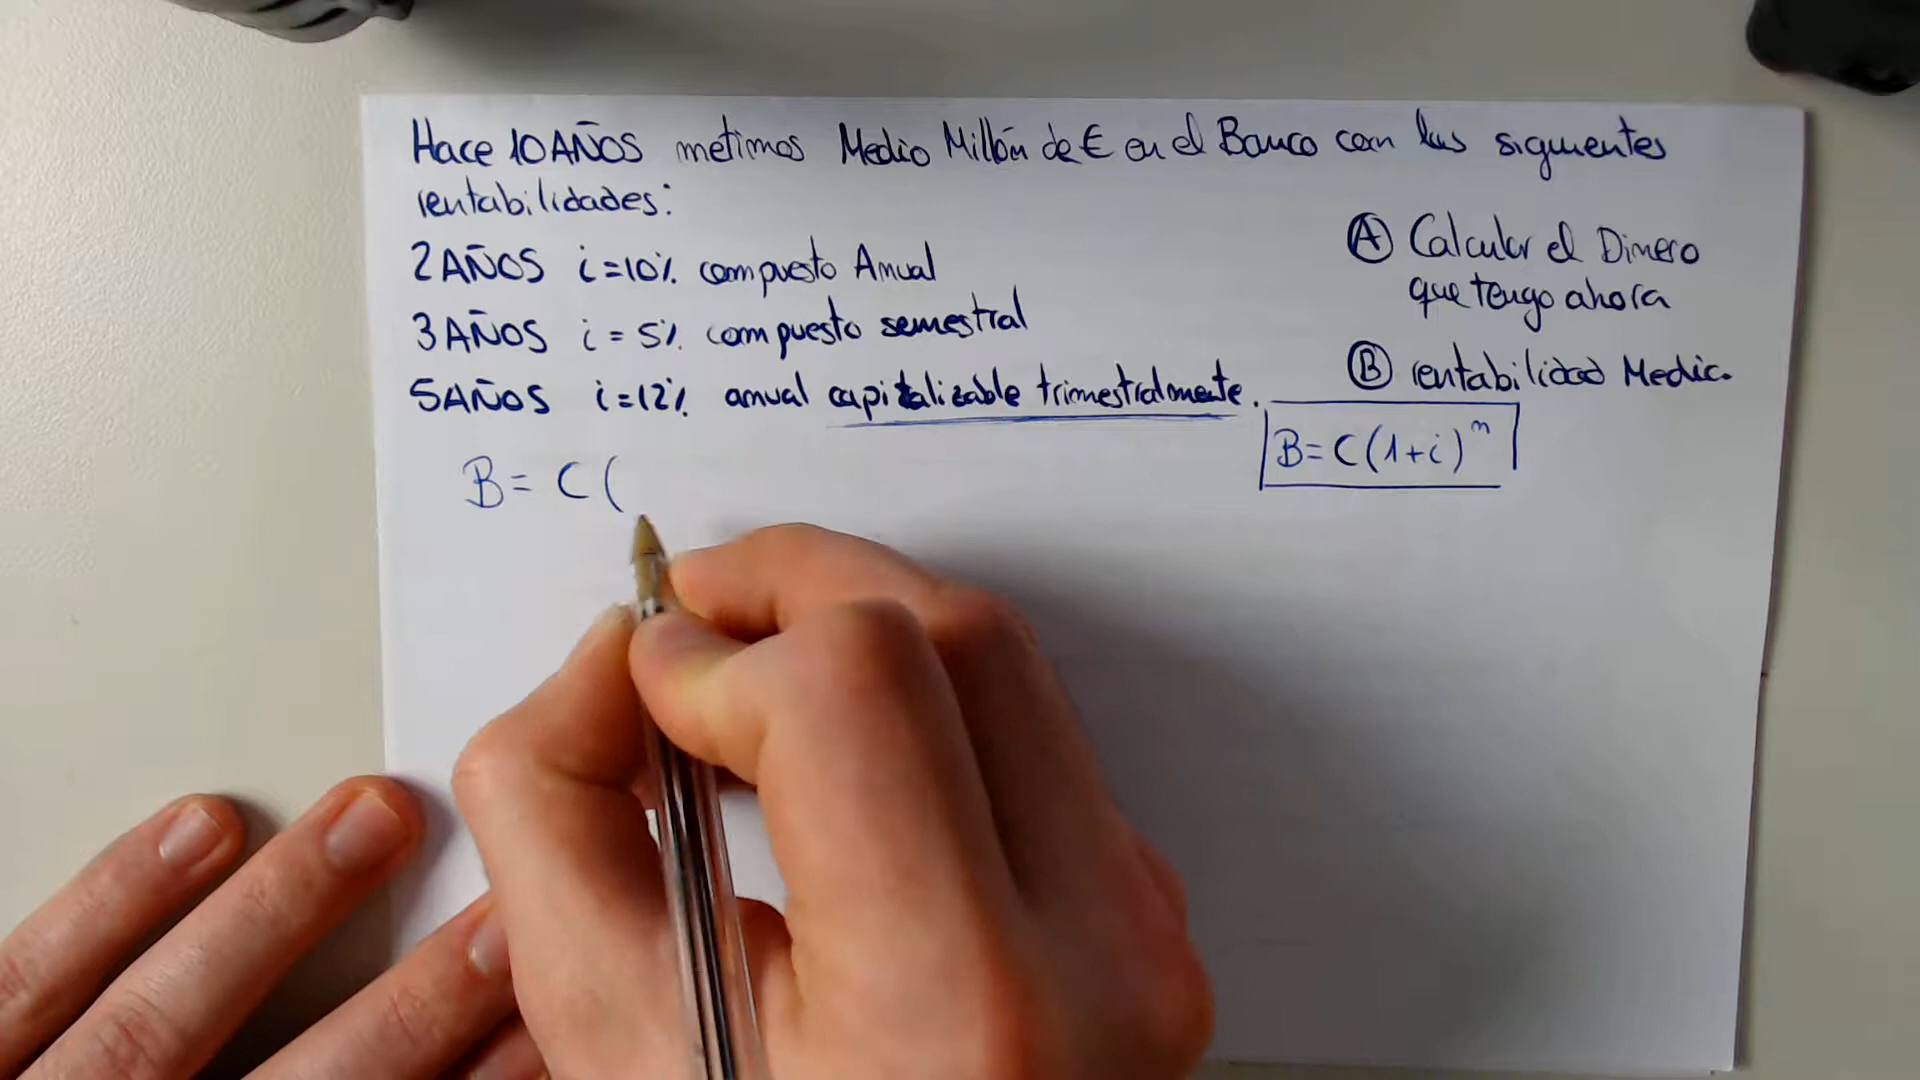 Hace 10 AÑOS metimos Medio Millón de € en el Banco con las siguientes
rentabilidades:
2 AÑOS i=10% compuesto Anual
3 AÑOS i=5% compuesto semestral
5 AÑOS i=12% anual capitalizable trimestralmente.
A Calcular el Dinero
que tengo ahora
B rentabilidad Media.
B=C(1+i)^n
B= C(